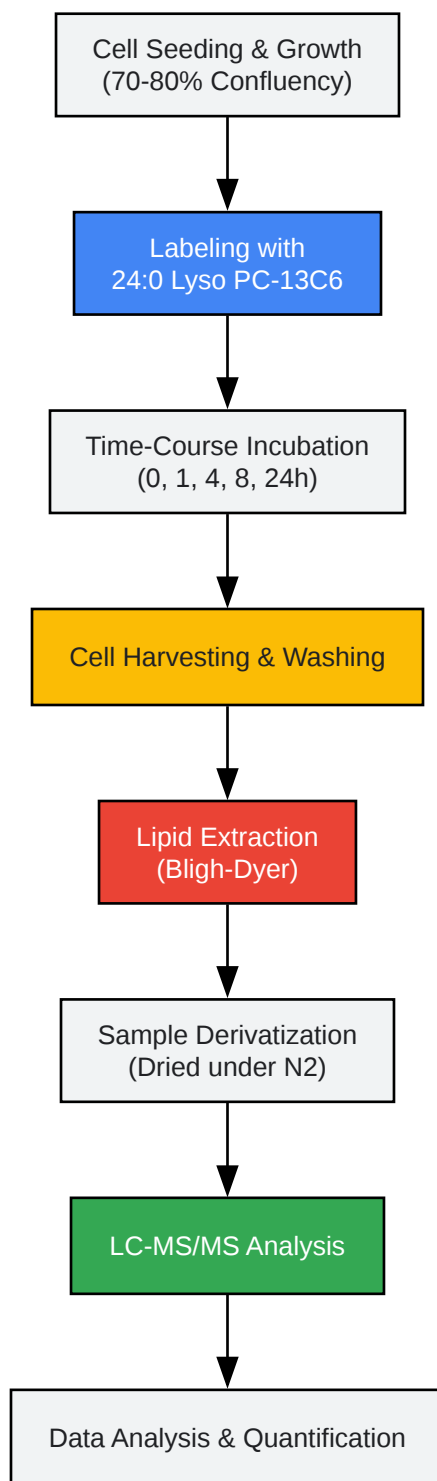 Cell Seeding & Growth
(70-80% Confluency)
Labeling with
24:0 Lyso PC-13C6
Time-Course Incubation
(0, 1, 4, 8, 24h)
Cell Harvesting & Washing
Lipid Extraction
(Bligh-Dyer)
Sample Derivatization
(Dried under N2)
LC-MS/MS Analysis
Data Analysis & Quantification